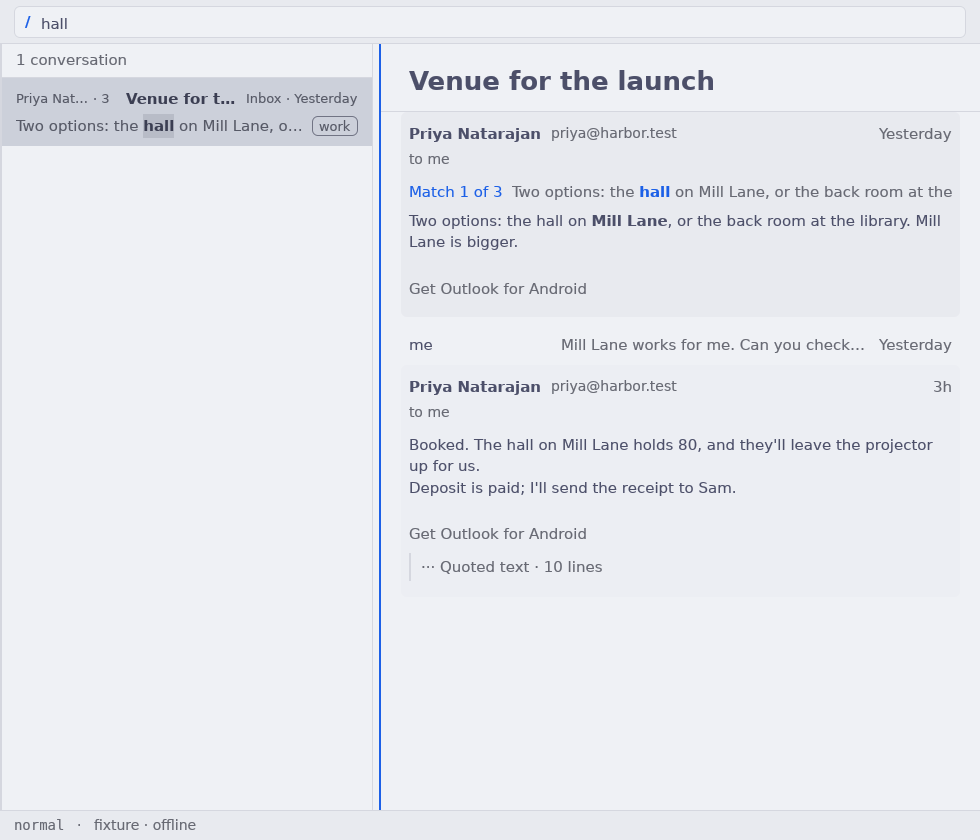 / hall
1 conversation
Priya Nat… · 3 Venue for t… Inbox · Yesterday
Two options: the hall on Mill Lane, o… work
Venue for the launch
Priya Natarajan priya@harbor.test Yesterday
to me
Match 1 of 3 Two options: the hall on Mill Lane, or the back room at the
Two options: the hall on Mill Lane, or the back room at the library. Mill
Lane is bigger.
Get Outlook for Android
me Mill Lane works for me. Can you check… Yesterday
Priya Natarajan priya@harbor.test 3h
to me
Booked. The hall on Mill Lane holds 80, and they'll leave the projector
up for us.
Deposit is paid; I'll send the receipt to Sam.
Get Outlook for Android
··· Quoted text · 10 lines
normal · fixture · offline